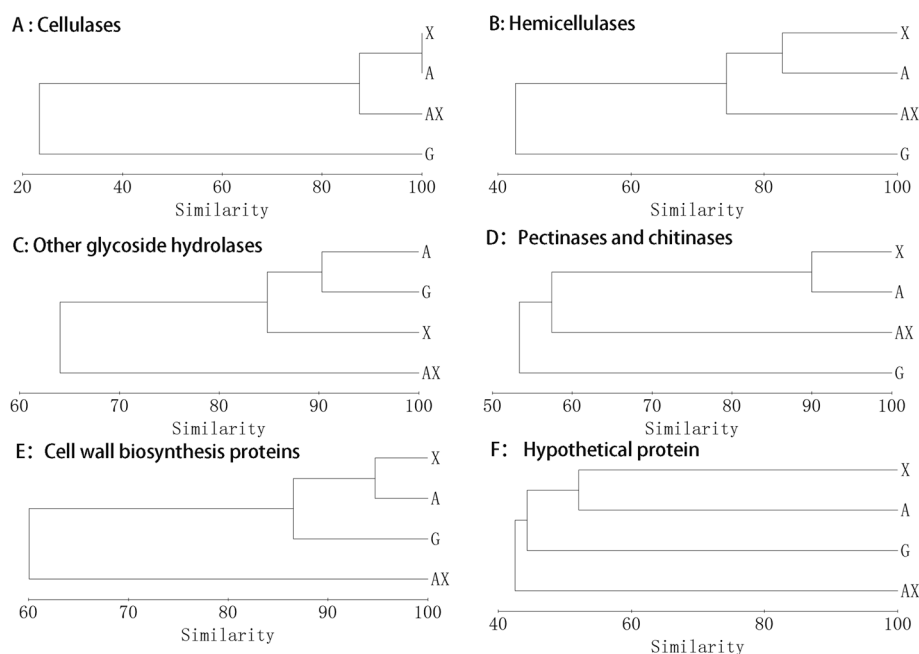 A : Cellulases
X
A
AX
G
20 40 60 80 100
Similarity
B: Hemicellulases
X
A
AX
G
40 60 80 100
Similarity
C: Other glycoside hydrolases
A
G
X
AX
60 70 80 90 100
Similarity
D: Pectinases and chitinases
X
A
AX
G
50 60 70 80 90 100
Similarity
E: Cell wall biosynthesis proteins
X
A
G
AX
60 70 80 90 100
Similarity
F: Hypothetical protein
X
A
G
AX
40 60 80 100
Similarity